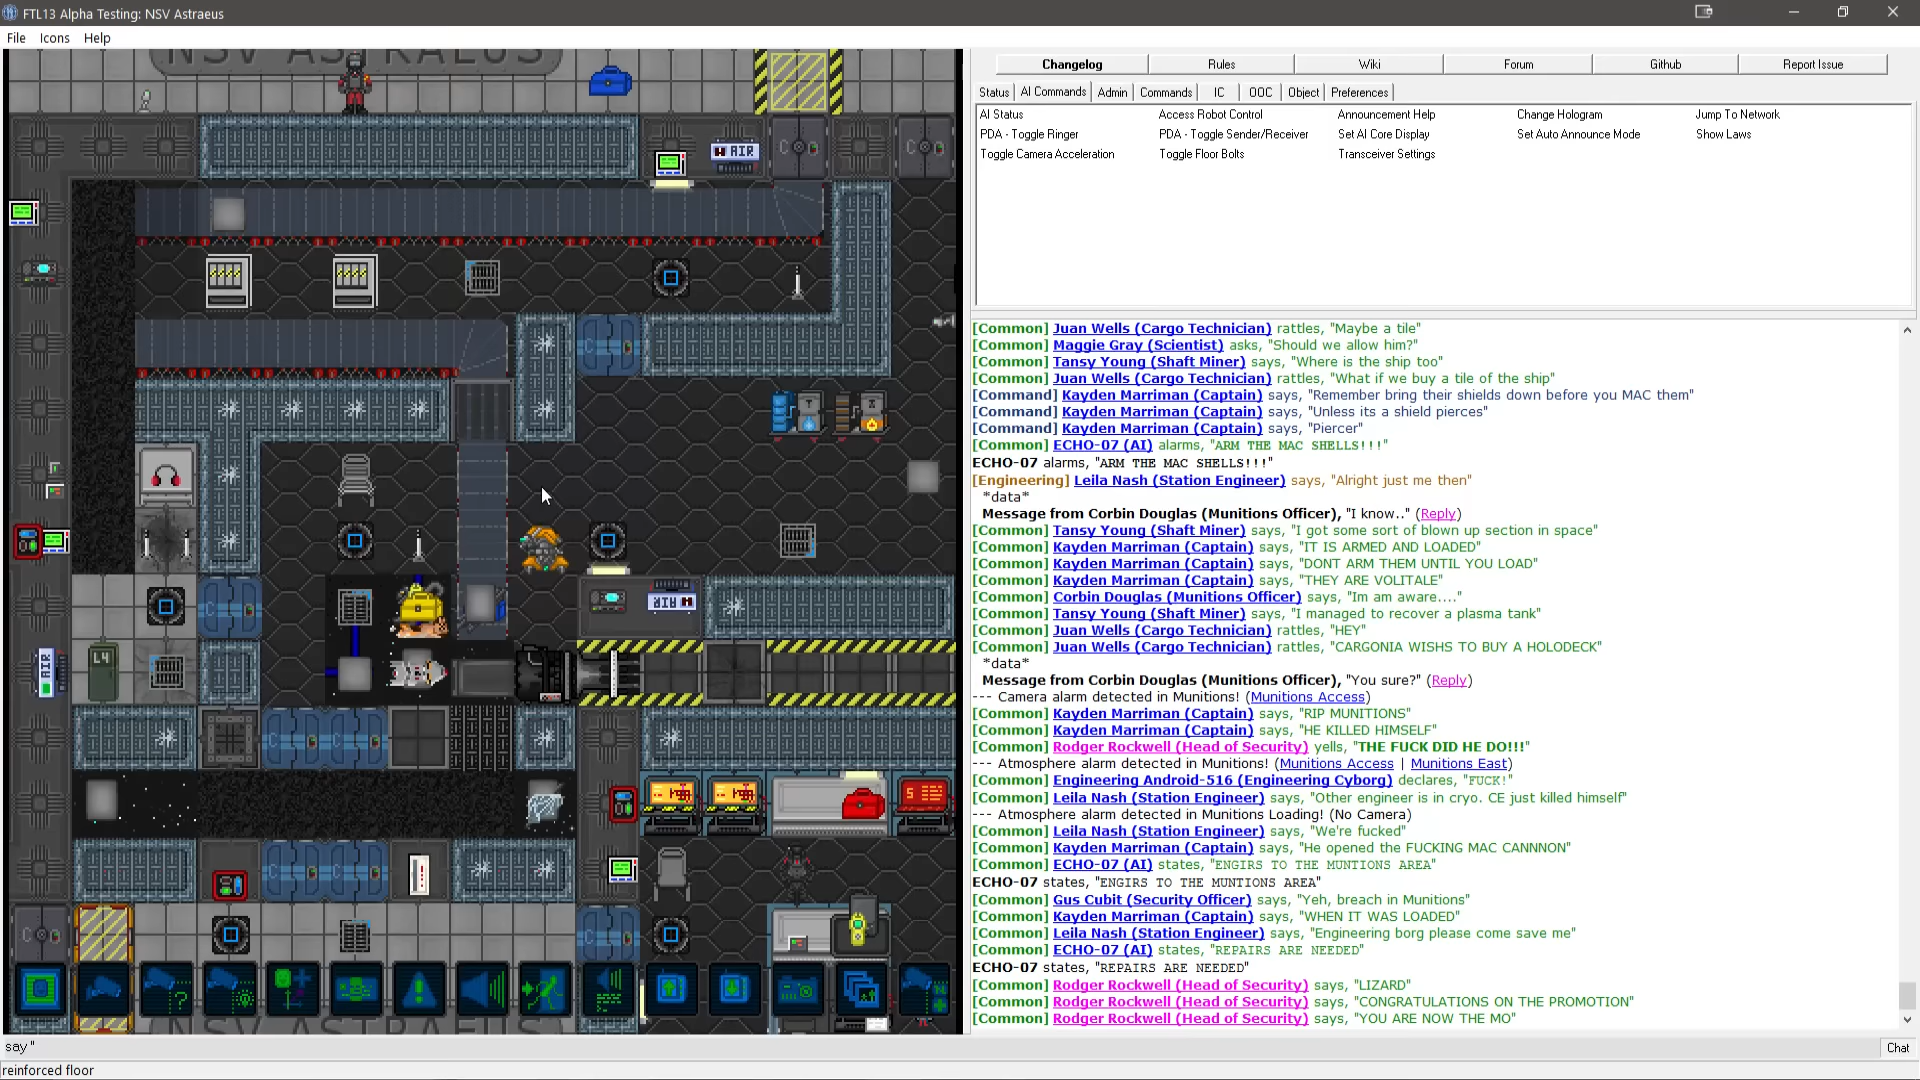 FTL13 Alpha Testing: NSV Astraeus
File Icons Help
NSV ASTRAEUS
AIR
Changelog Rules Wiki Forum Github Report Issue
Status AI Commands Admin Commands IC OOC Object Preferences
AI Status Access Robot Control Announcement Help Change Hologram Jump To Network
PDA - Toggle Ringer PDA - Toggle Sender/Receiver Set AI Core Display Set Auto Announce Mode Show Laws
Toggle Camera Acceleration Toggle Floor Bolts Transceiver Settings
[Common] Juan Wells (Cargo Technician) rattles, "Maybe a tile"
[Common] Maggie Gray (Scientist) asks, "Should we allow him?"
[Common] Tansy Young (Shaft Miner) says, "Where is the ship too"
[Common] Juan Wells (Cargo Technician) rattles, "What if we buy a tile of the ship"
[Command] Kayden Marriman (Captain) says, "Remember bring their shields down before you MAC them"
[Command] Kayden Marriman (Captain) says, "Unless its a shield pierces"
[Command] Kayden Marriman (Captain) says, "Piercer"
[Common] ECHO-07 (AI) alarms, "ARM THE MAC SHELLS!!!"
ECHO-07 alarms, "ARM THE MAC SHELLS!!!"
[Engineering] Leila Nash (Station Engineer) says, "Alright just me then"
*data*
Message from Corbin Douglas (Munitions Officer), "I know.." (Reply)
[Common] Tansy Young (Shaft Miner) says, "I got some sort of blown up section in space"
[Common] Kayden Marriman (Captain) says, "IT IS ARMED AND LOADED"
[Common] Kayden Marriman (Captain) says, "DONT ARM THEM UNTIL YOU LOAD"
[Common] Kayden Marriman (Captain) says, "THEY ARE VOLITALE"
[Common] Corbin Douglas (Munitions Officer) says, "Im am aware...."
[Common] Tansy Young (Shaft Miner) says, "I managed to recover a plasma tank"
[Common] Juan Wells (Cargo Technician) rattles, "HEY"
[Common] Juan Wells (Cargo Technician) rattles, "CARGONIA WISHS TO BUY A HOLODECK"
*data*
Message from Corbin Douglas (Munitions Officer), "You sure?" (Reply)
--- Camera alarm detected in Munitions! (Munitions Access)
[Common] Kayden Marriman (Captain) says, "RIP MUNITIONS"
[Common] Kayden Marriman (Captain) says, "HE KILLED HIMSELF"
[Common] Rodger Rockwell (Head of Security) yells, "THE FUCK DID HE DO!!!"
--- Atmosphere alarm detected in Munitions! (Munitions Access | Munitions East)
[Common] Engineering Android-516 (Engineering Cyborg) declares, "FUCK!"
[Common] Leila Nash (Station Engineer) says, "Other engineer is in cryo. CE just killed himself"
--- Atmosphere alarm detected in Munitions Loading! (No Camera)
[Common] Leila Nash (Station Engineer) says, "We're fucked"
[Common] Kayden Marriman (Captain) says, "He opened the FUCKING MAC CANNNON"
[Common] ECHO-07 (AI) states, "ENGIRS TO THE MUNTIONS AREA"
ECHO-07 states, "ENGIRS TO THE MUNTIONS AREA"
[Common] Gus Cubit (Security Officer) says, "Yeh, breach in Munitions"
[Common] Kayden Marriman (Captain) says, "WHEN IT WAS LOADED"
[Common] Leila Nash (Station Engineer) says, "Engineering borg please come save me"
[Common] ECHO-07 (AI) states, "REPAIRS ARE NEEDED"
ECHO-07 states, "REPAIRS ARE NEEDED"
[Common] Rodger Rockwell (Head of Security) says, "LIZARD"
[Common] Rodger Rockwell (Head of Security) says, "CONGRATULATIONS ON THE PROMOTION"
[Common] Rodger Rockwell (Head of Security) says, "YOU ARE NOW THE MO"
AIR
L4
AIR
NSV ASTRAEUS
say "
Chat
reinforced floor